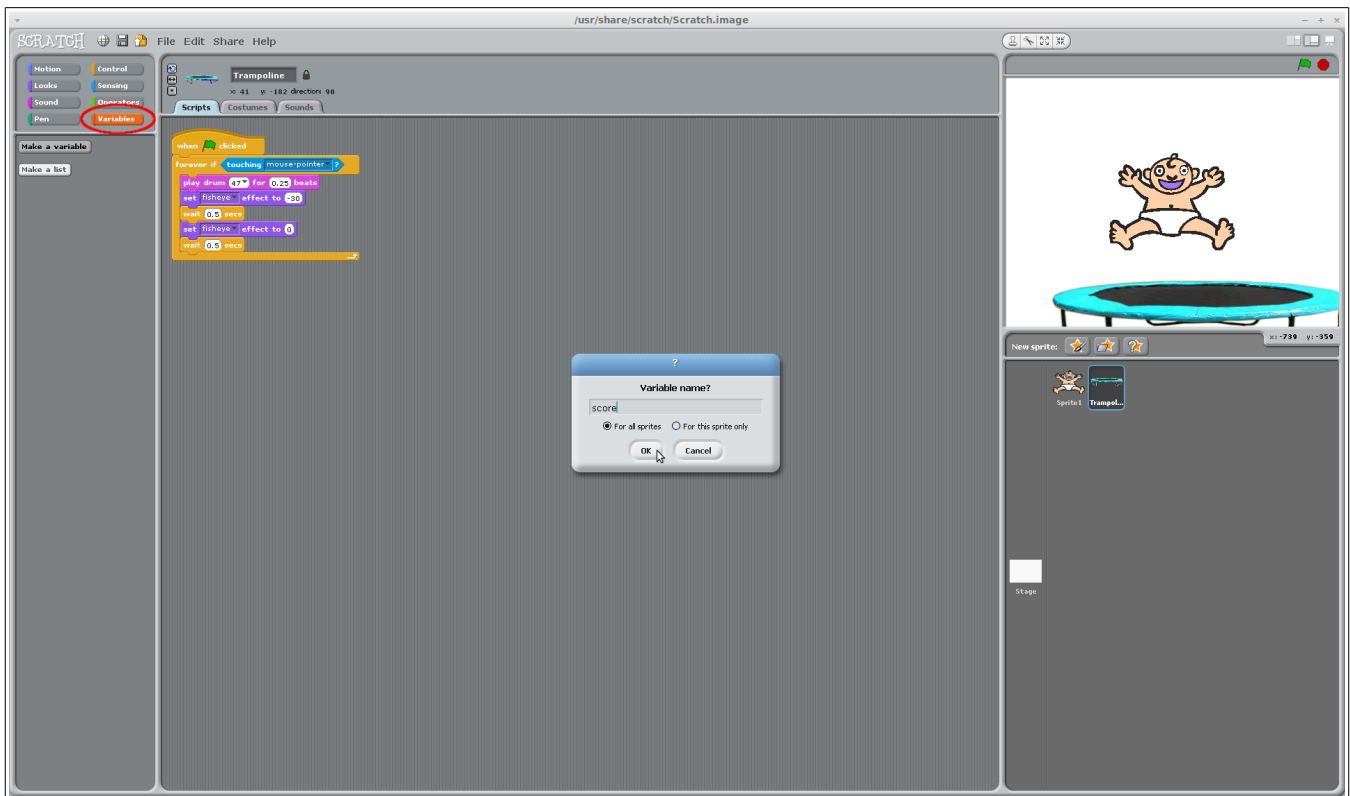 /usr/share/scratch/Scratch.image
SCRATCH File Edit Share Help
Motion Control
Looks Sensing
Sound Operators
Pen Variables
Make a variable
Make a list
Trampoline
x: 41 y: -182 direction: 90
Scripts Costumes Sounds
when clicked
forever if touching mouse-pointer ?
play drum 47 for 0.25 beats
set fisheye effect to -30
wait 0.5 secs
set fisheye effect to 0
wait 0.5 secs
?
Variable name?
score
For all sprites For this sprite only
OK Cancel
x: -739 y: -359
New sprite:
Sprite1 Trampol...
Stage